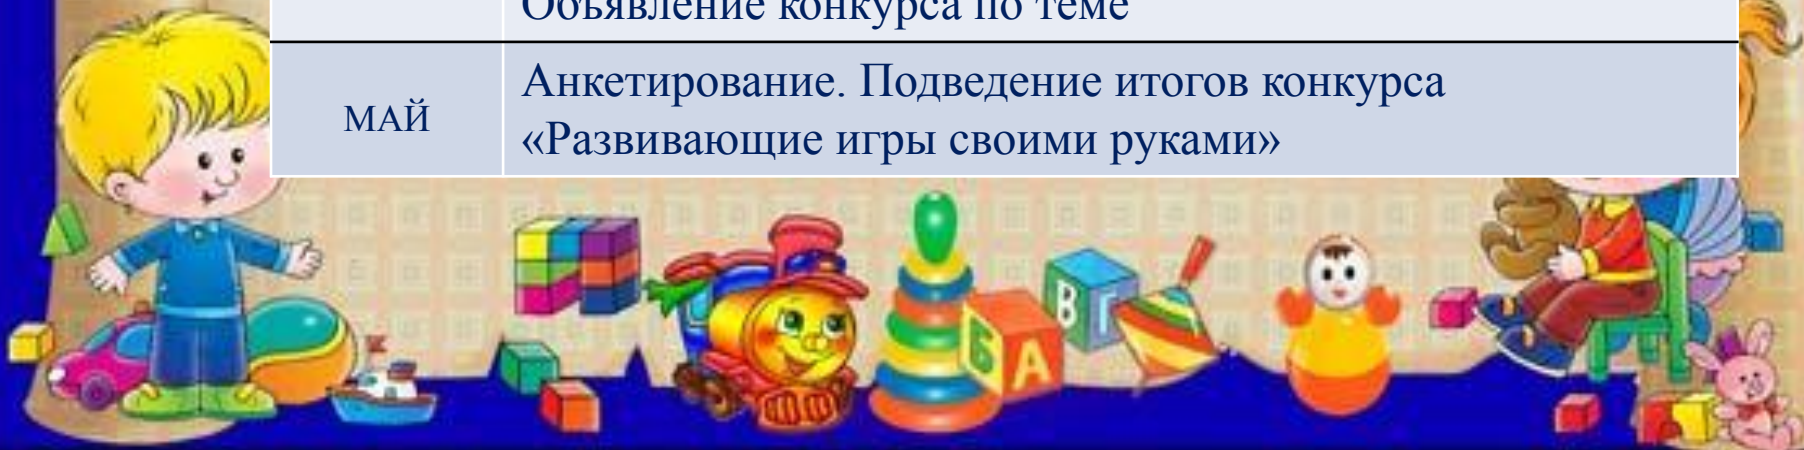 Объявление конкурса по теме
МАЙ
Анкетирование. Подведение итогов конкурса
«Развивающие игры своими руками»
Б А
В Г